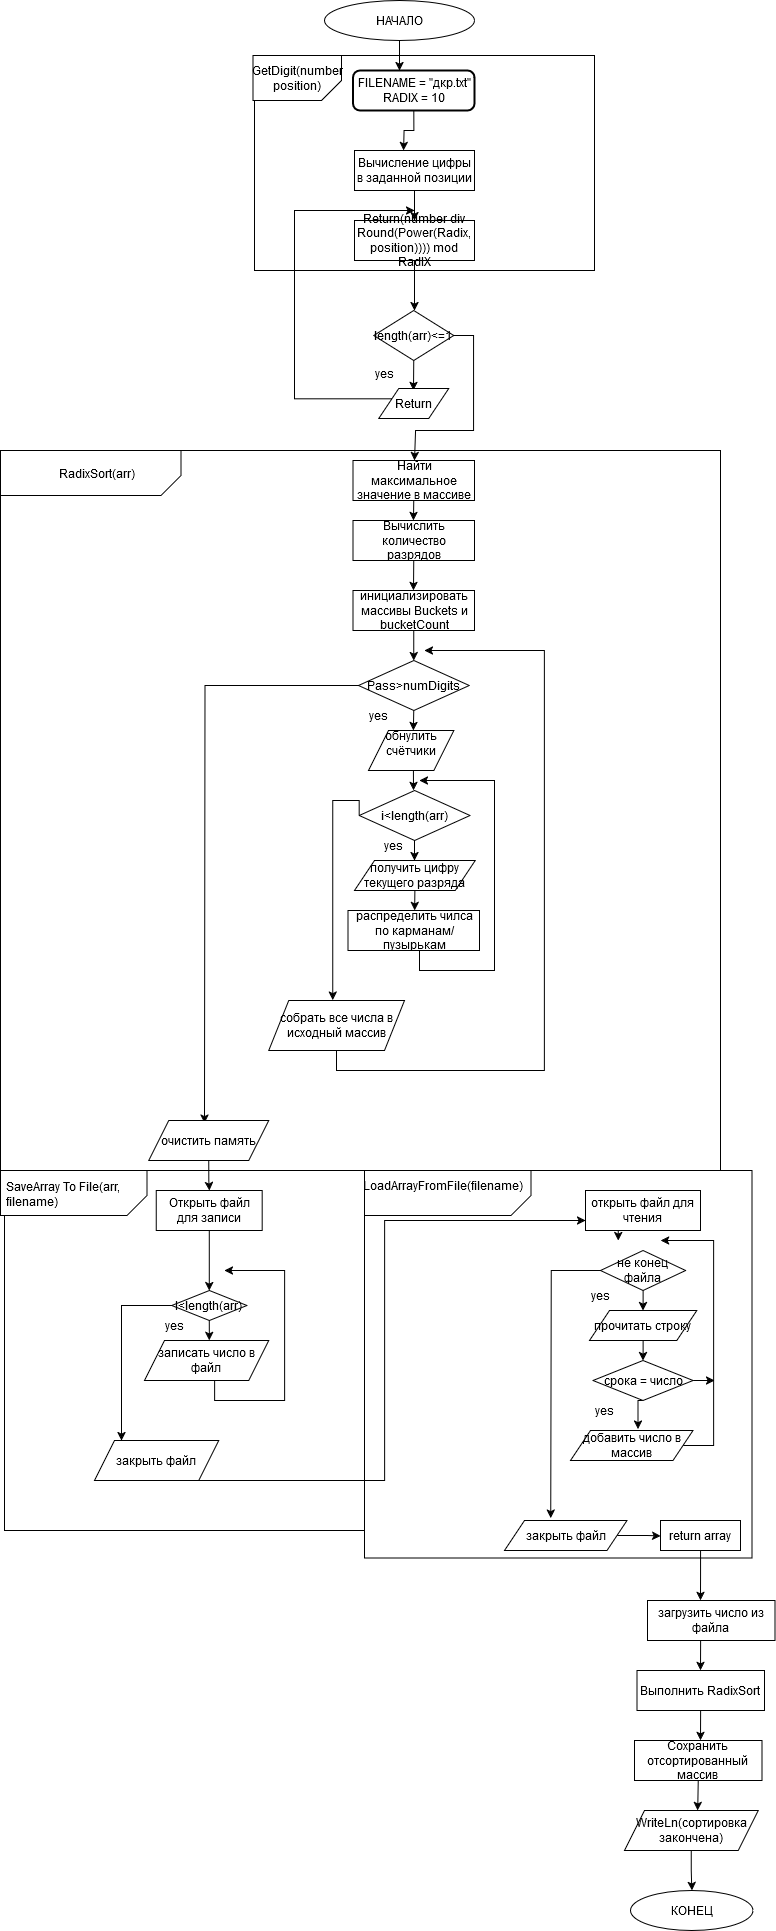 НАЧАЛО
GetDigit(number
position)
FILENAME = "дкр.txt"
RADIX = 10
Вычисление цифры
в заданной позиции
Return(number div
Round(Power(Radix,
position)))) mod
RadIX
length(arr)<=1
yes
Return
RadixSort(arr)
Найти
максимальное
значение в массиве
Вычислить
количество
разрядов
инициализировать
массивы Buckets и
bucketCount
Pass>numDigits
yes
обнулить
счётчики
i<length(arr)
yes
получить цифру
текущего разряда
распределить чилса
по карманам/
пузырькам
собрать все числа в
исходный массив
очистить память
SaveArray To File(arr,
filename)
Открыть файл
для записи
i<length(arr)
yes
записать число в
файл
закрыть файл
LoadArrayFromFile(filename)
открыть файл для
чтения
не конец
файла
yes
прочитать строку
срока = число
yes
добавить число в
массив
закрыть файл
return array
загрузить число из
файла
Выполнить RadixSort
Сохранить
отсортированный
массив
WriteLn(сортировка
закончена)
КОНЕЦ